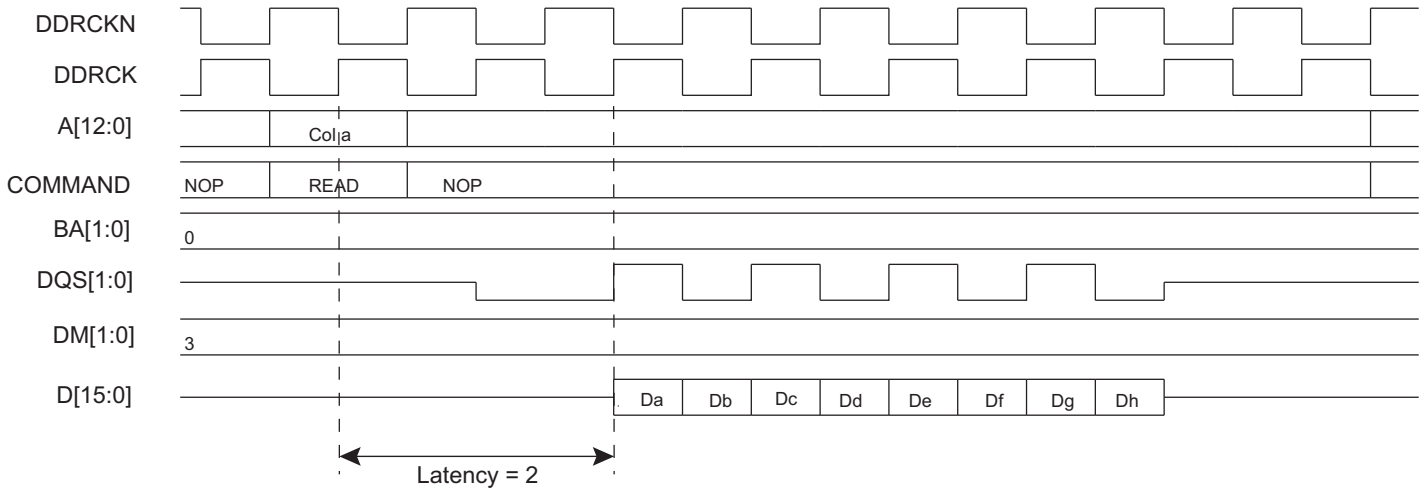 DDRCKN
DDRCK
A[12:0]
Col a
COMMAND
NOP READ NOP
BA[1:0]
0
DQS[1:0]
DM[1:0]
3
D[15:0]
Da Db Dc Dd De Df Dg Dh
Latency = 2